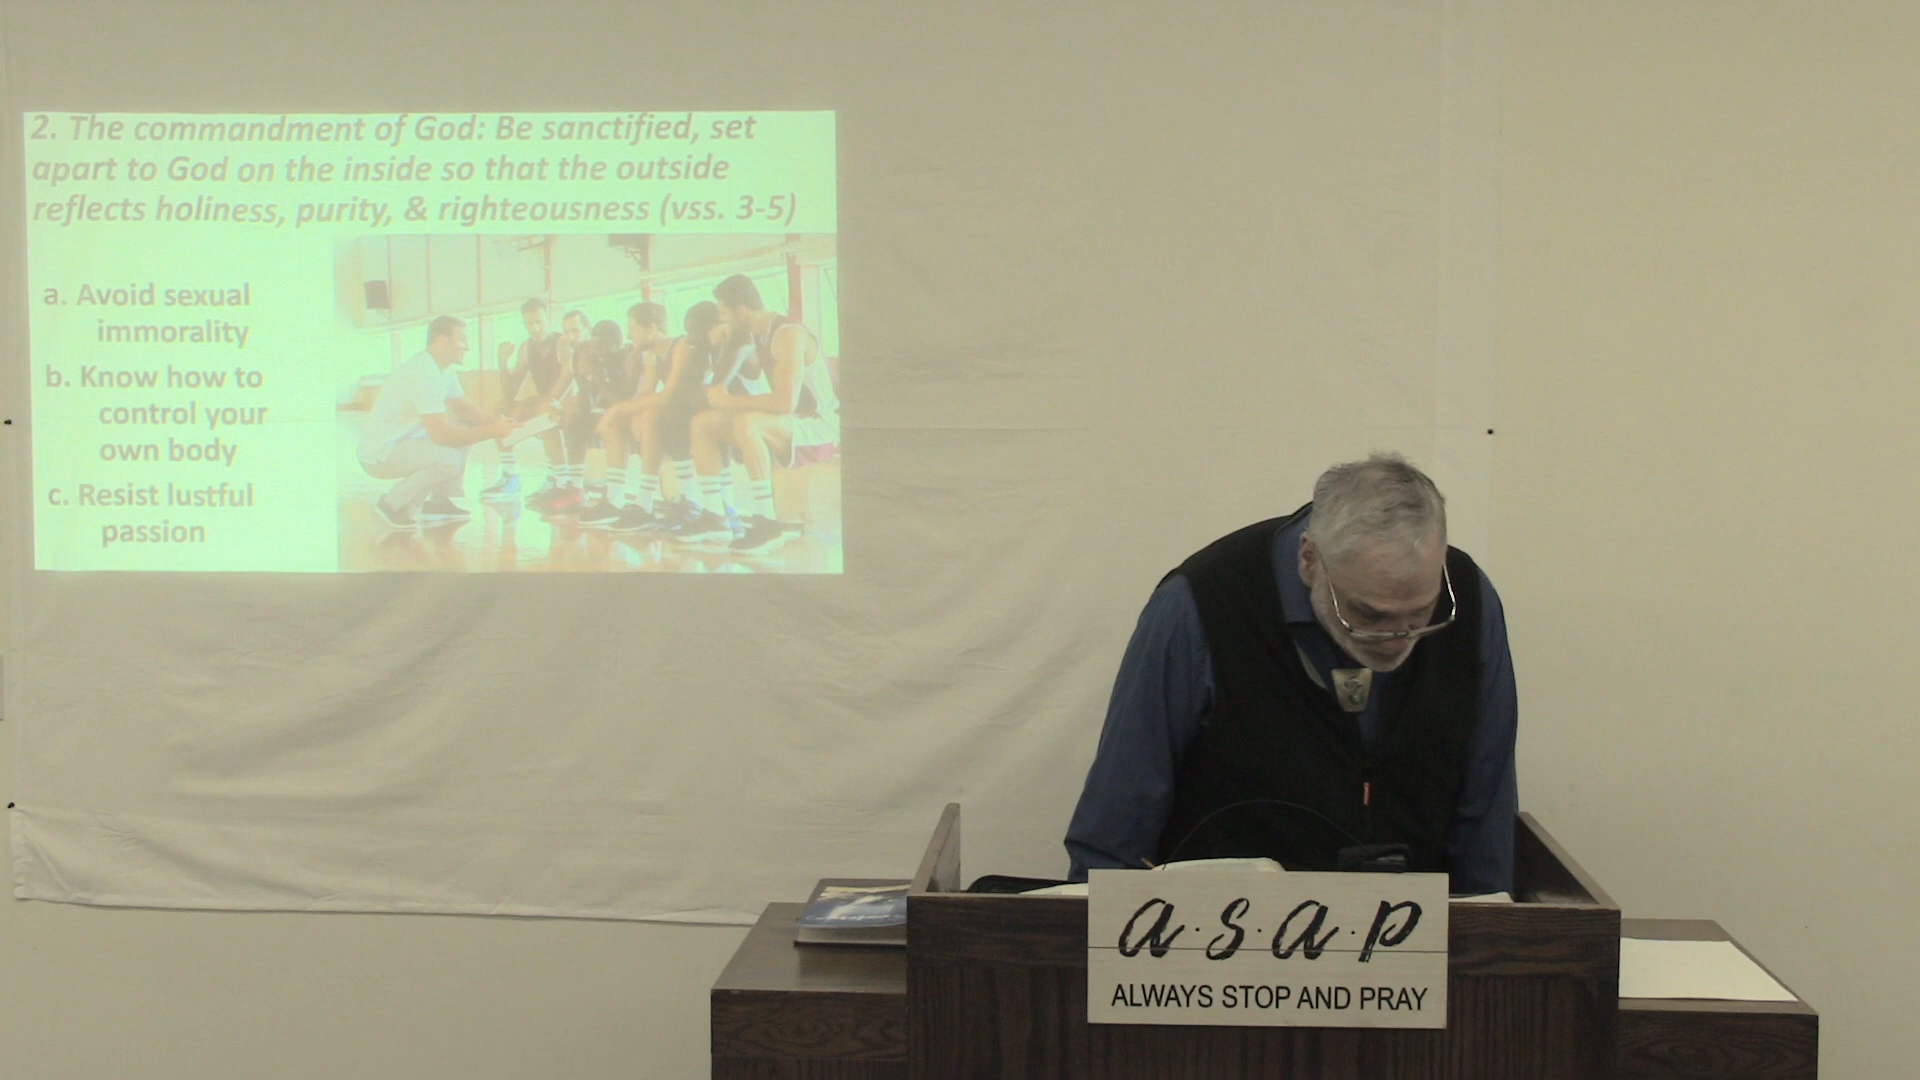 2. The commandment of God: Be sanctified, set
apart to God on the inside so that the outside
reflects holiness, purity, & righteousness (vss. 3-5)
a. Avoid sexual
immorality
b. Know how to
control your
own body
c. Resist lustful
passion
a.s.a.p
ALWAYS STOP AND PRAY